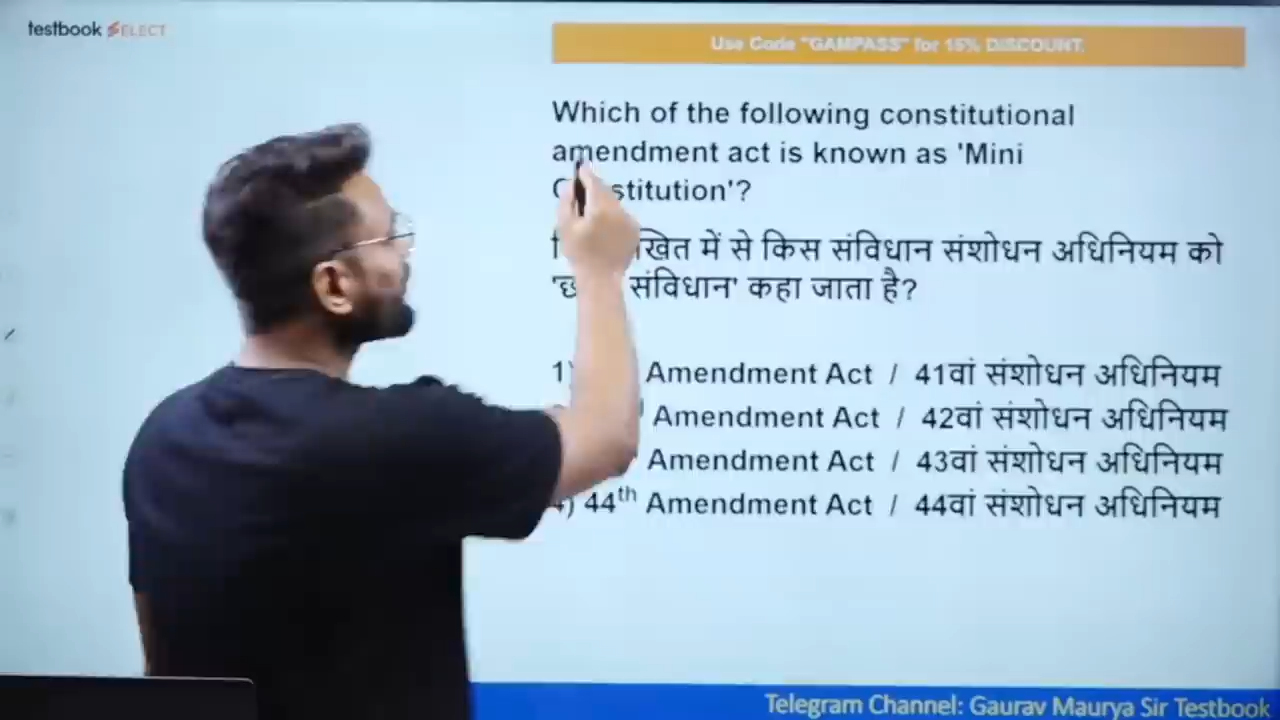 testbook SELECT
Use Code "GAMPASS" for 15% DISCOUNT.
Which of the following constitutional
amendment act is known as 'Mini
stitution'?
में से किस संविधान संशोधन अधिनियम को
संविधान' कहा जाता है?
1) Amendment Act / 41वां संशोधन अधिनियम
Amendment Act / 42वां संशोधन अधिनियम
Amendment Act / 43वां संशोधन अधिनियम
4) 44th Amendment Act / 44वां संशोधन अधिनियम
Telegram Channel: Gaurav Maurya Sir Testbook